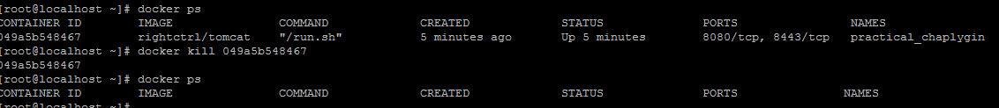 [root@localhost ~]# docker ps
CONTAINER ID IMAGE COMMAND CREATED STATUS PORTS NAMES
049a5b548467 rightctrl/tomcat "/run.sh" 5 minutes ago Up 5 minutes 8080/tcp, 8443/tcp practical_chaplygin
[root@localhost ~]# docker kill 049a5b548467
049a5b548467
[root@localhost ~]# docker ps
CONTAINER ID IMAGE COMMAND CREATED STATUS PORTS NAMES
[root@localhost ~]#